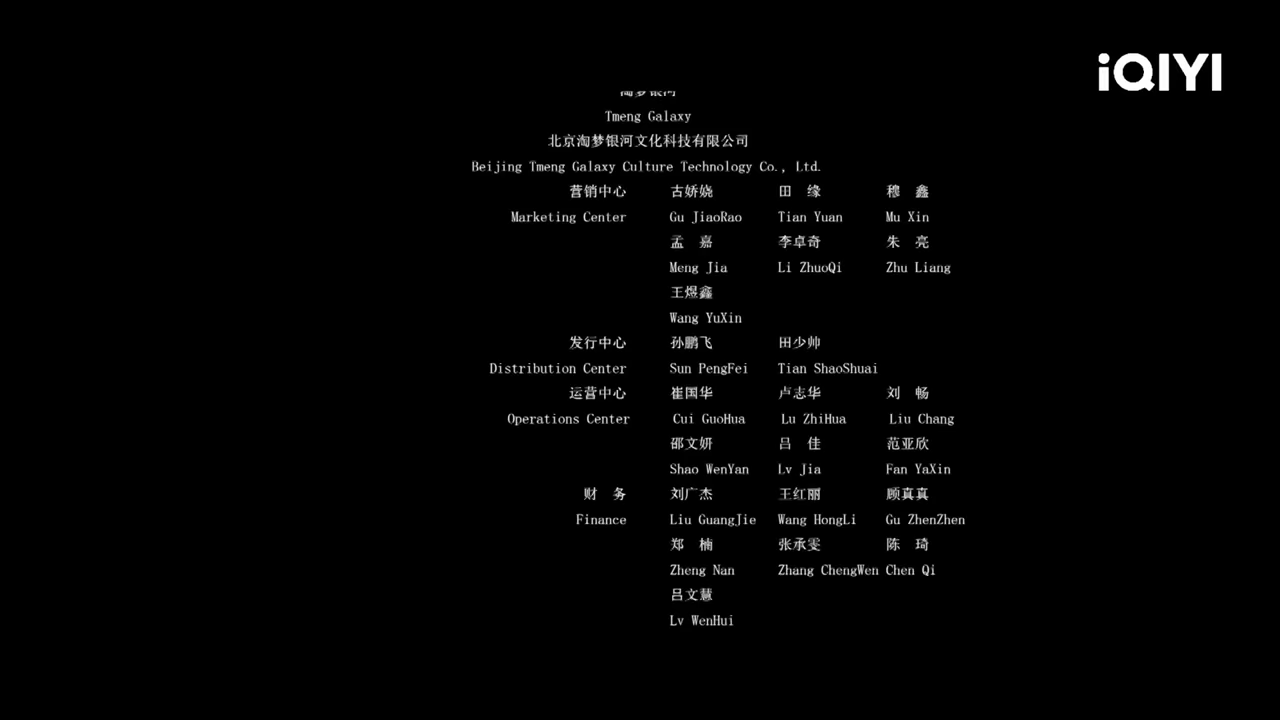 iQIYI
淘梦银河
Tmeng Galaxy
北京淘梦银河文化科技有限公司
Beijing Tmeng Galaxy Culture Technology Co., Ltd.
营销中心 古娇娆 田 缘 穆 鑫
Marketing Center Gu JiaoRao Tian Yuan Mu Xin
孟 嘉 李卓奇 朱 亮
Meng Jia Li ZhuoQi Zhu Liang
王煜鑫
Wang YuXin
发行中心 孙鹏飞 田少帅
Distribution Center Sun PengFei Tian ShaoShuai
运营中心 崔国华 卢志华 刘 畅
Operations Center Cui GuoHua Lu ZhiHua Liu Chang
邵文妍 吕 佳 范亚欣
Shao WenYan Lv Jia Fan YaXin
财 务 刘广杰 王红丽 顾真真
Finance Liu GuangJie Wang HongLi Gu ZhenZhen
郑 楠 张承雯 陈 琦
Zheng Nan Zhang ChengWen Chen Qi
吕文慧
Lv WenHui